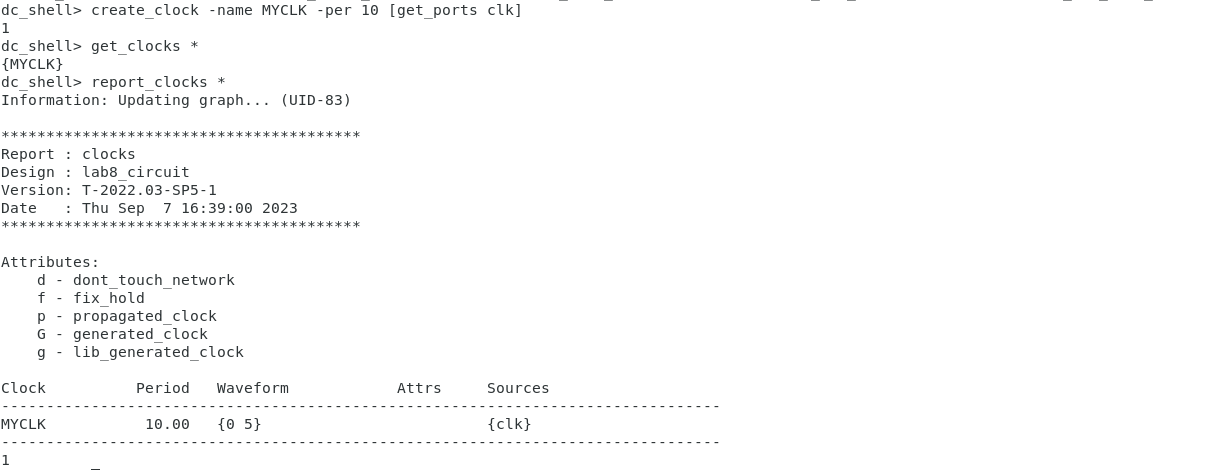 dc_shell> create_clock -name MYCLK -per 10 [get_ports clk]
1
dc_shell> get_clocks *
{MYCLK}
dc_shell> report_clocks *
Information: Updating graph... (UID-83)
****************************************
Report : clocks
Design : lab8_circuit
Version: T-2022.03-SP5-1
Date   : Thu Sep  7 16:39:00 2023
****************************************
Attributes:
    d - dont_touch_network
    f - fix_hold
    p - propagated_clock
    G - generated_clock
    g - lib_generated_clock
Clock          Period   Waveform            Attrs     Sources
--------------------------------------------------------------------------------
MYCLK           10.00   {0 5}                         {clk}
--------------------------------------------------------------------------------
1